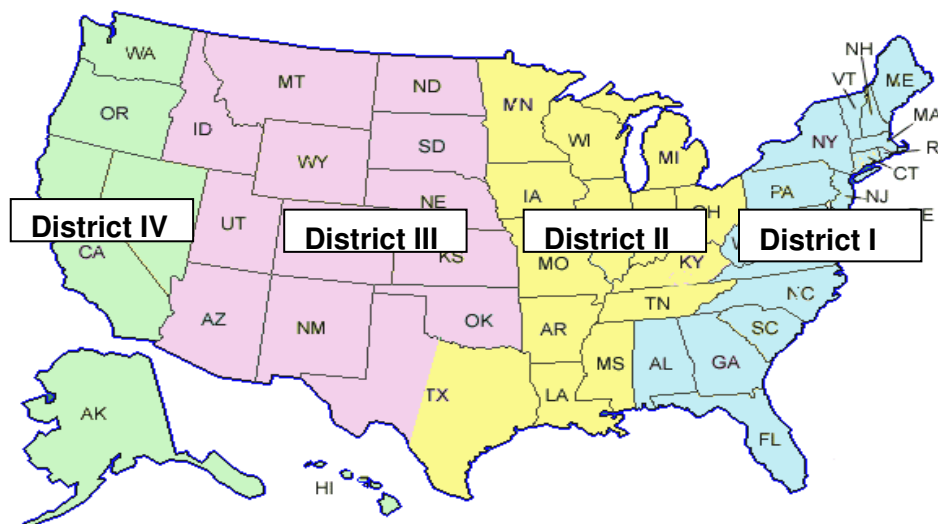 NH
WA
VT
ME
MT
ND
MN
OR
MA
ID
WI
SD
NY
R
MI
WY
CT
IA
PA
NE
NJ
OH
UT
District IV
District III
District II
District I
CA
KS
MO
KY
NC
TN
AZ
NM
OK
AR
SC
MS
AL
GA
TX
LA
AK
FL
HI